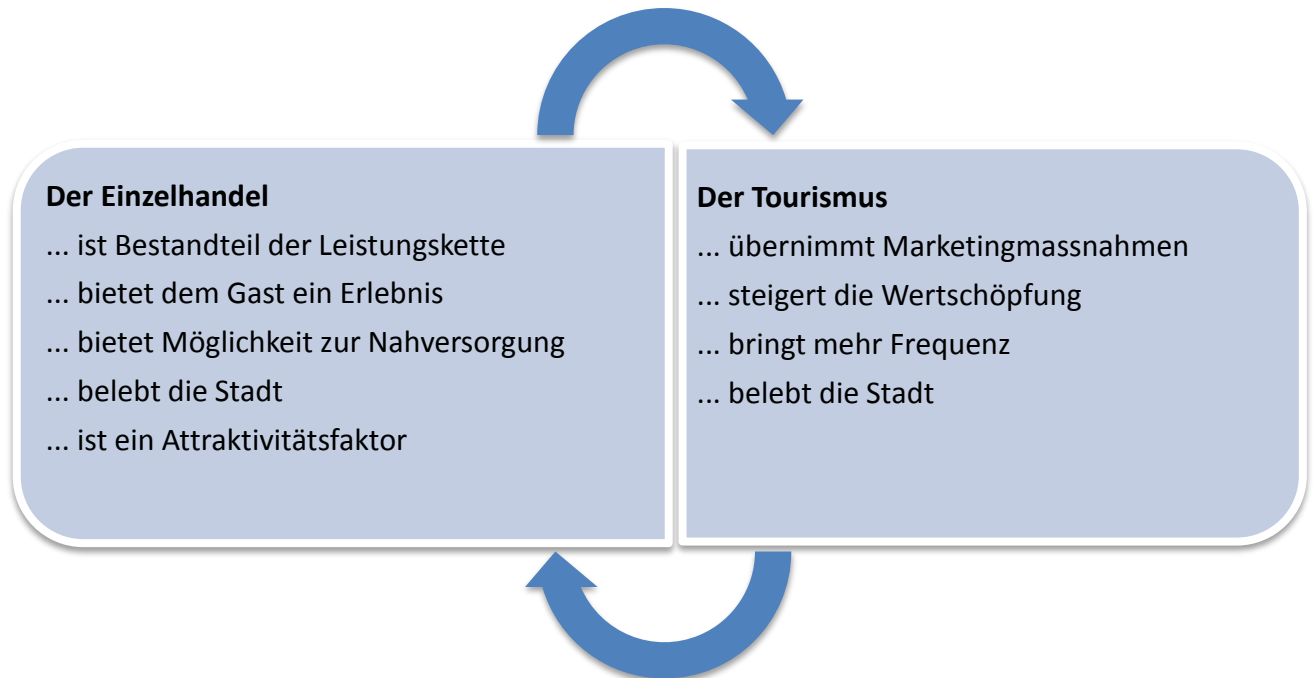 Der Einzelhandel
... ist Bestandteil der Leistungskette
... bietet dem Gast ein Erlebnis
... bietet Möglichkeit zur Nahversorgung
... belebt die Stadt
... ist ein Attraktivitätsfaktor
Der Tourismus
... übernimmt Marketingmassnahmen
... steigert die Wertschöpfung
... bringt mehr Frequenz
... belebt die Stadt